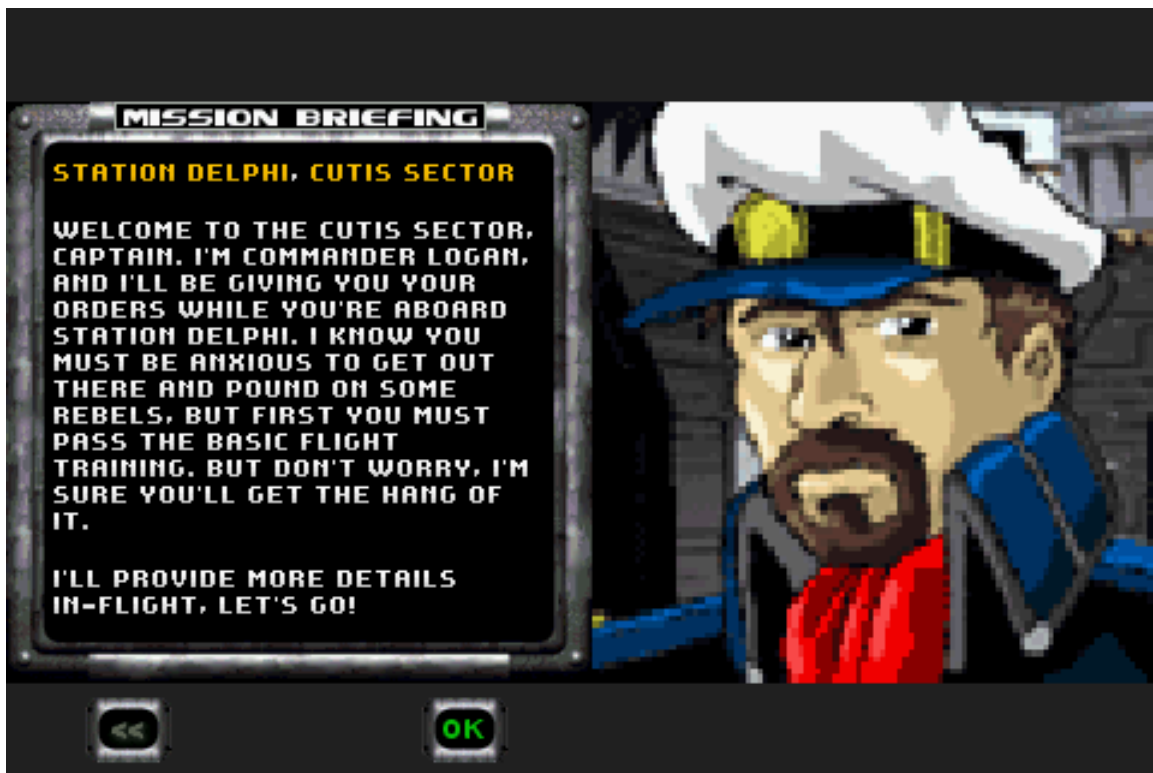 MISSION BRIEFING
STATION DELPHI, CUTIS SECTOR
WELCOME TO THE CUTIS SECTOR,
CAPTAIN. I'M COMMANDER LOGAN,
AND I'LL BE GIVING YOU YOUR
ORDERS WHILE YOU'RE ABOARD
STATION DELPHI. I KNOW YOU
MUST BE ANXIOUS TO GET OUT
THERE AND POUND ON SOME
REBELS, BUT FIRST YOU MUST
PASS THE BASIC FLIGHT
TRAINING. BUT DON'T WORRY, I'M
SURE YOU'LL GET THE HANG OF
IT.
I'LL PROVIDE MORE DETAILS
IN-FLIGHT, LET'S GO!
<< OK